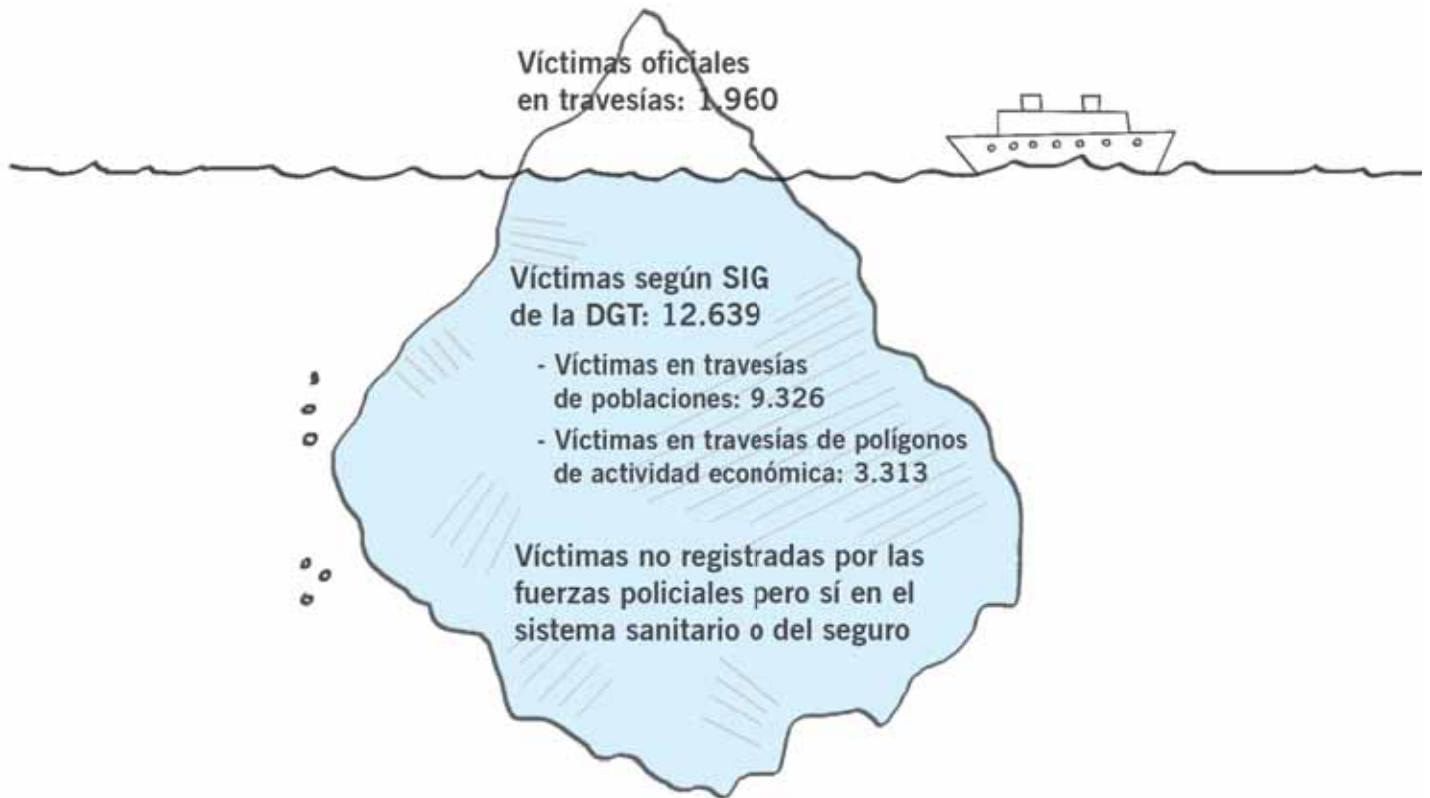 Víctimas oficiales
en travesías: 1.960
Víctimas según SIG
de la DGT: 12.639
- Víctimas en travesías
de poblaciones: 9.326
- Víctimas en travesías de polígonos
de actividad económica: 3.313
Víctimas no registradas por las
fuerzas policiales pero sí en el
sistema sanitario o del seguro